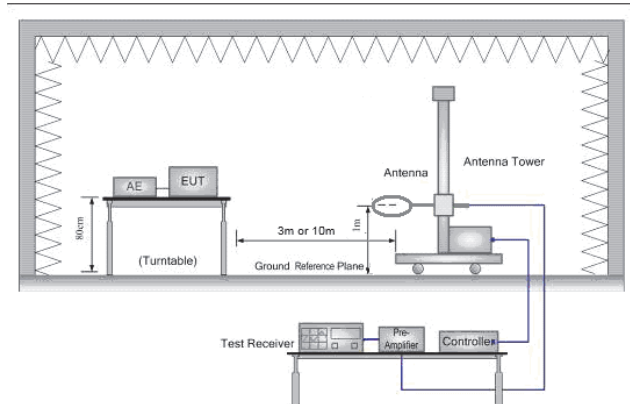 Antenna Tower
Antenna
AE
EUT
80cm
1m
3m or 10m
(Turntable)
Ground Reference Plane
Test Receiver
Pre-
Amplifier
Controller